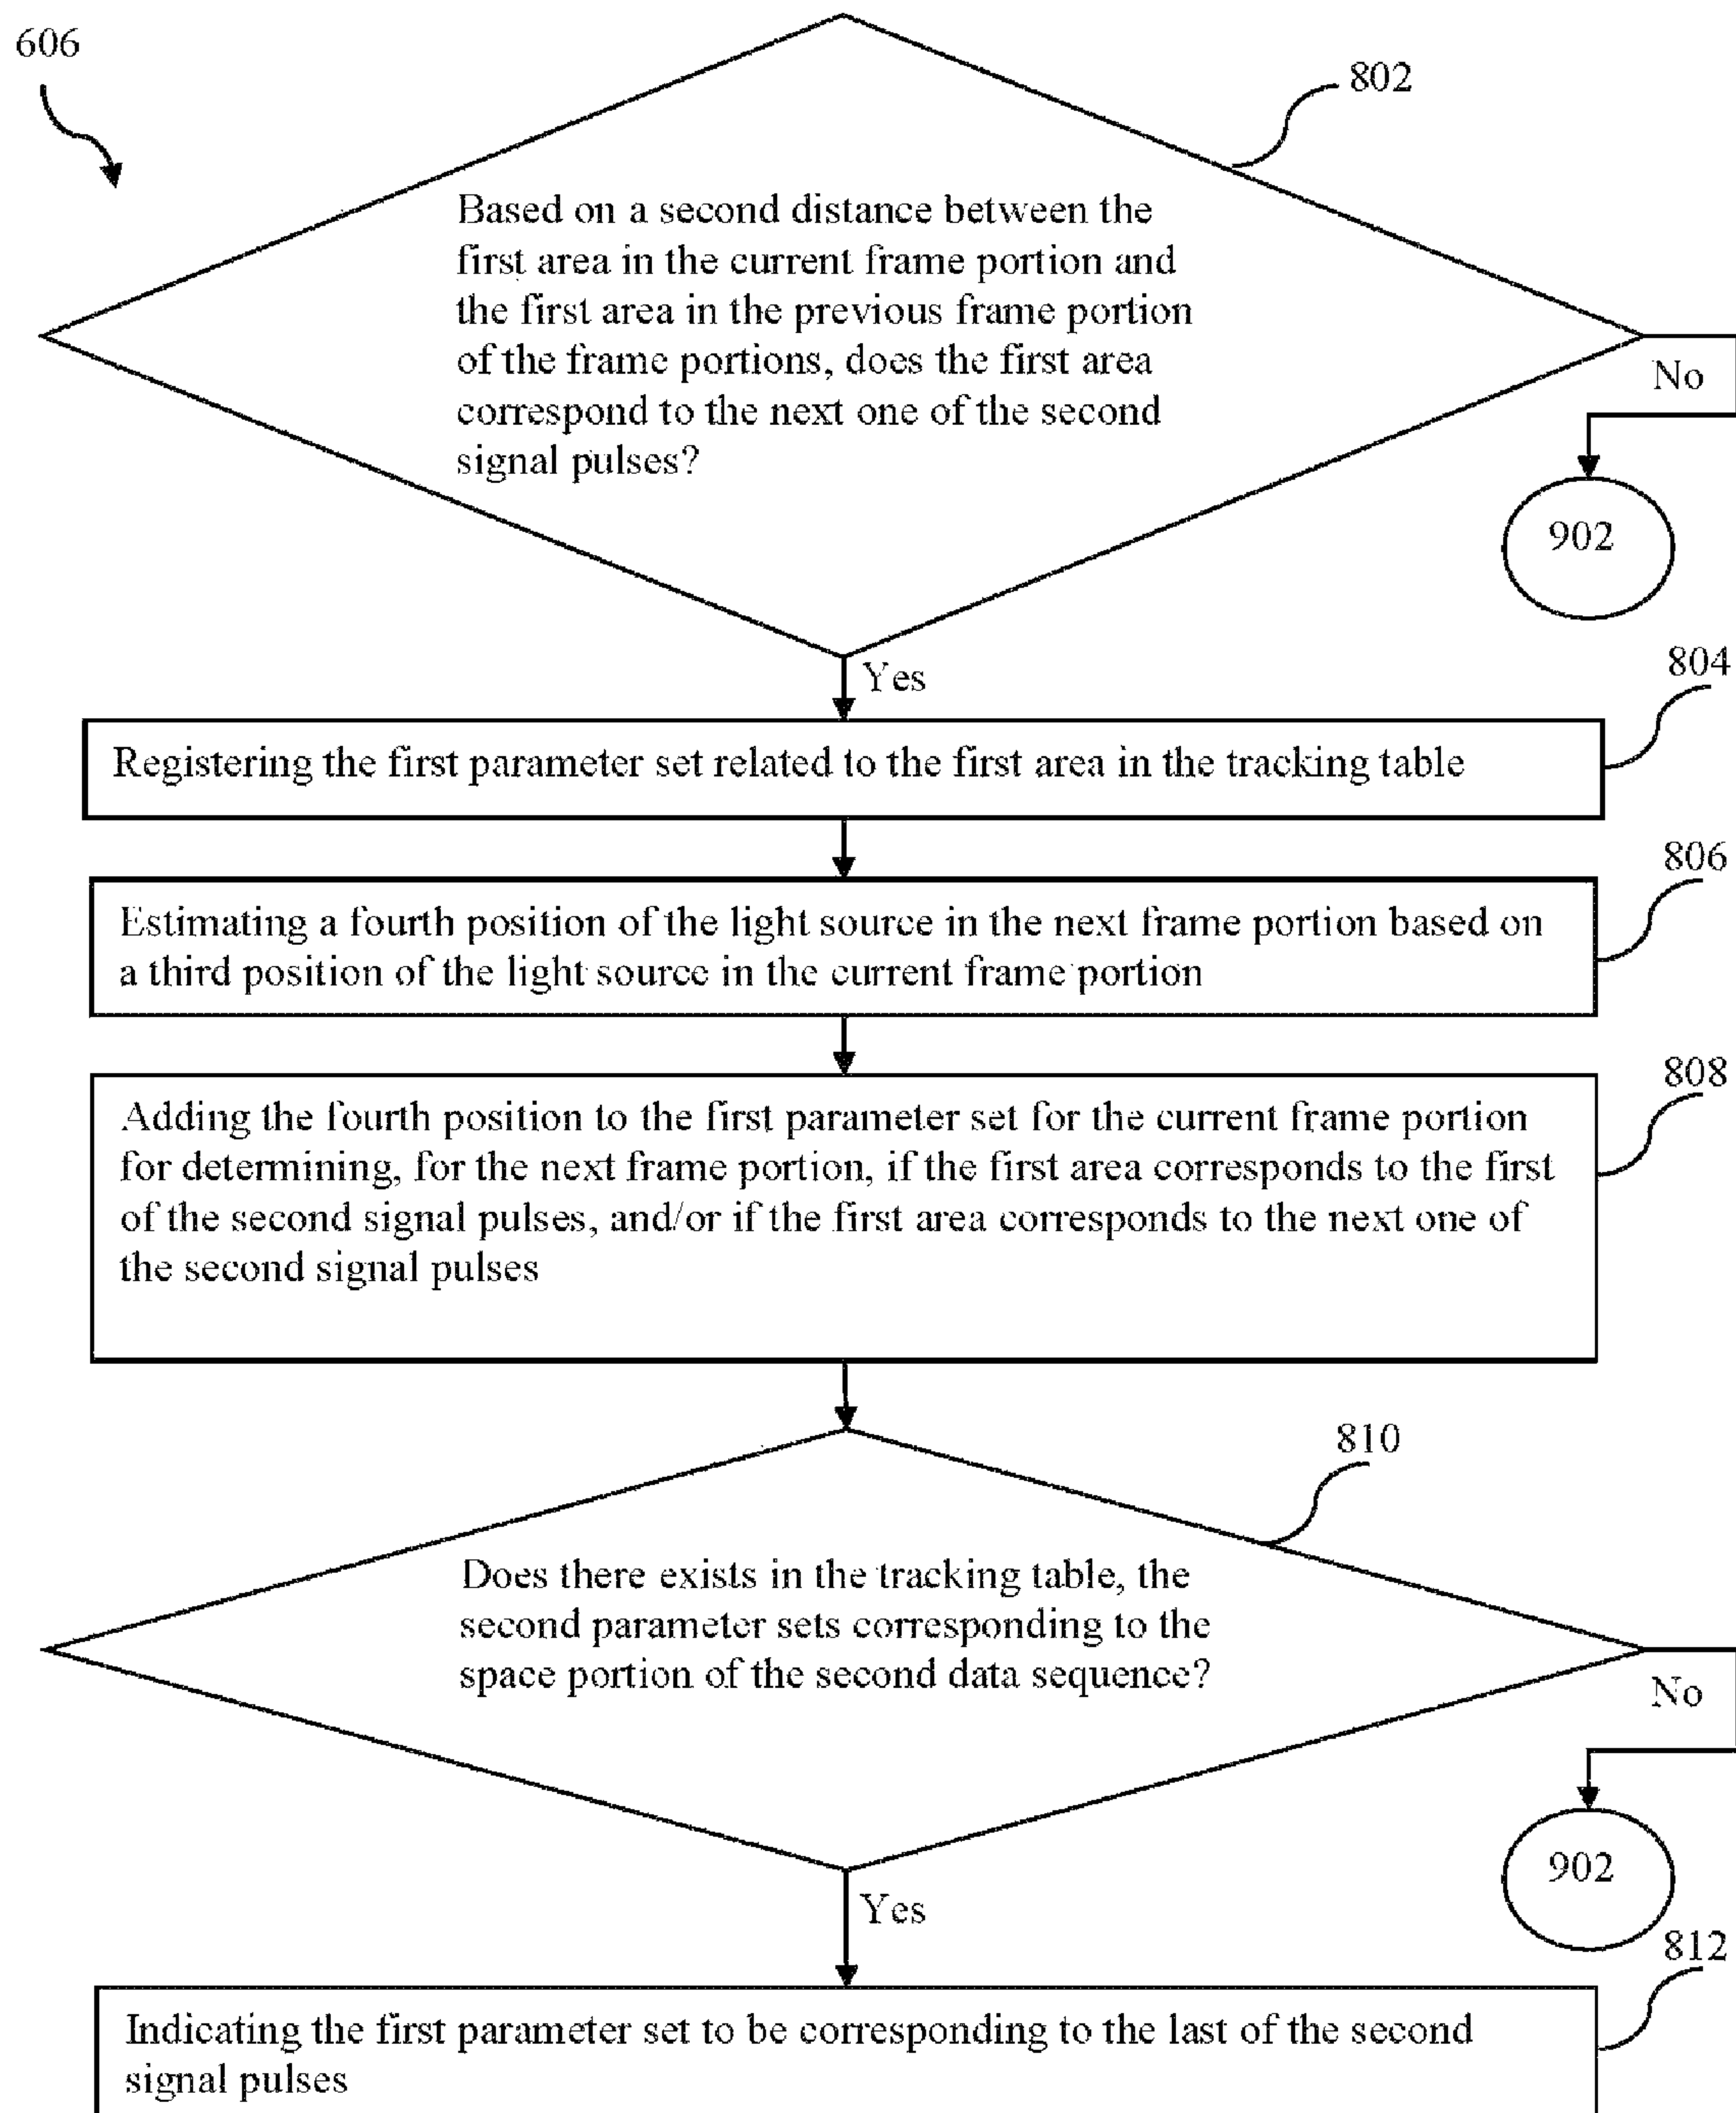 606
802
Based on a second distance between the
first area in the current frame portion and
the first area in the previous frame portion
of the frame portions, does the first area
correspond to the next one of the second
signal pulses?
No
902
Yes
804
Registering the first parameter set related to the first area in the tracking table
806
Estimating a fourth position of the light source in the next frame portion based on
a third position of the light source in the current frame portion
808
Adding the fourth position to the first parameter set for the current frame portion
for determining, for the next frame portion, if the first area corresponds to the first
of the second signal pulses, and/or if the first area corresponds to the next one of
the second signal pulses
810
Does there exists in the tracking table, the
second parameter sets corresponding to the
space portion of the second data sequence?
No
902
Yes
812
Indicating the first parameter set to be corresponding to the last of the second
signal pulses